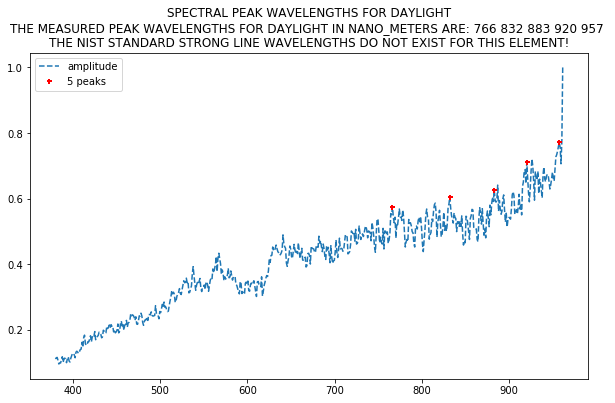 SPECTRAL PEAK WAVELENGTHS FOR DAYLIGHT
THE MEASURED PEAK WAVELENGTHS FOR DAYLIGHT IN NANO_METERS ARE: 766 832 883 920 957
THE NIST STANDARD STRONG LINE WAVELENGTHS DO NOT EXIST FOR THIS ELEMENT!
amplitude
5 peaks
1.0
0.8
0.6
0.4
0.2
400 500 600 700 800 900